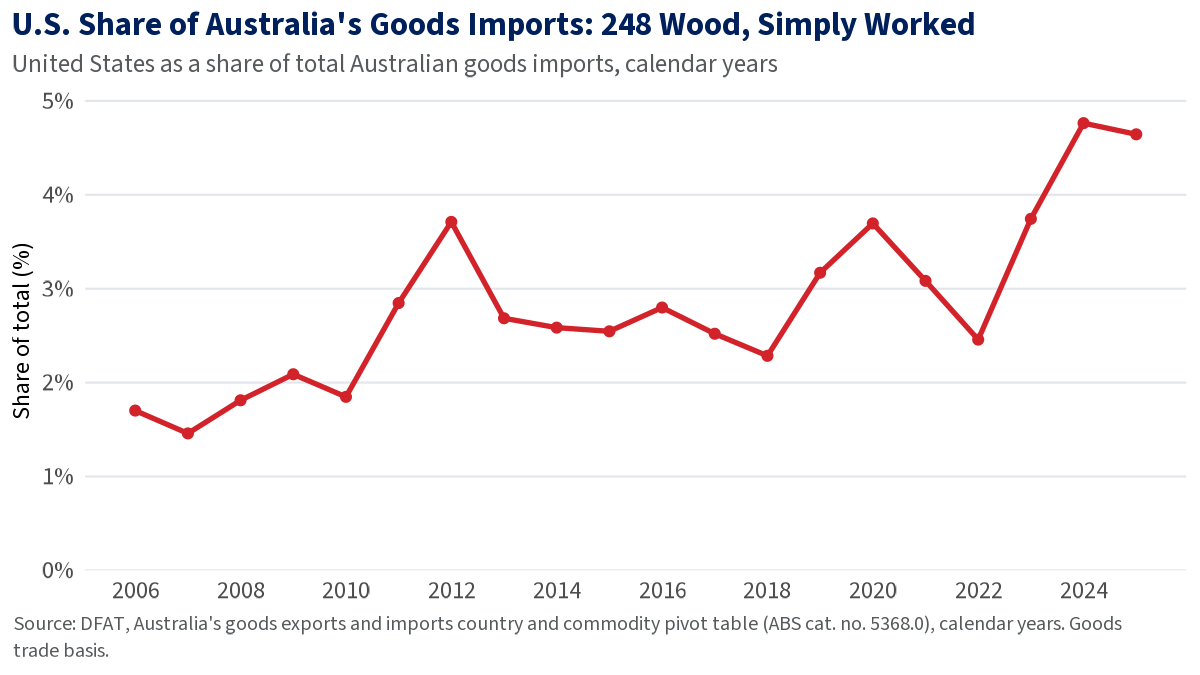 U.S. Share of Australia's Goods Imports: 248 Wood, Simply Worked
United States as a share of total Australian goods imports, calendar years
Share of total (%)
5%
4%
3%
2%
1%
0%
2006 2008 2010 2012 2014 2016 2018 2020 2022 2024
Source: DFAT, Australia's goods exports and imports country and commodity pivot table (ABS cat. no. 5368.0), calendar years. Goods
trade basis.